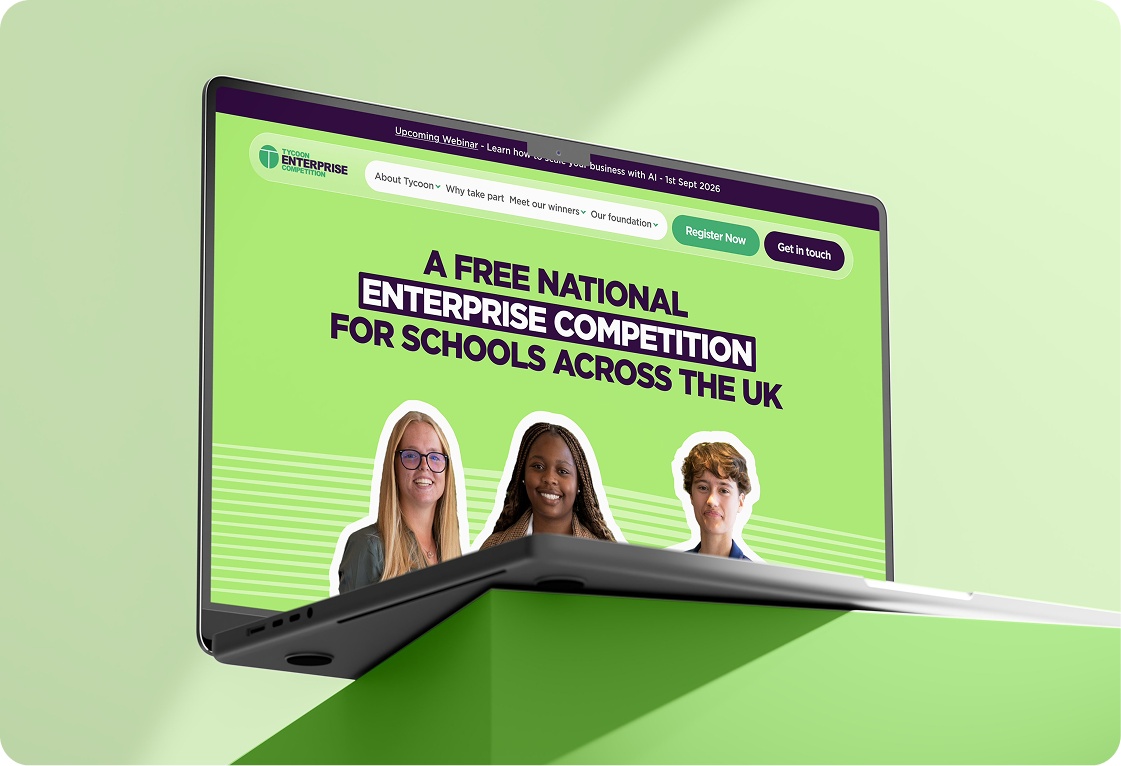 Upcoming Webinar - Learn how to scale your business with AI - 1st Sept 2026
TYCOON
ENTERPRISE
COMPETITION
About Tycoon
Why take part
Meet our winners
Our foundation
Register Now
Get in touch
A FREE NATIONAL
ENTERPRISE COMPETITION
FOR SCHOOLS ACROSS THE UK